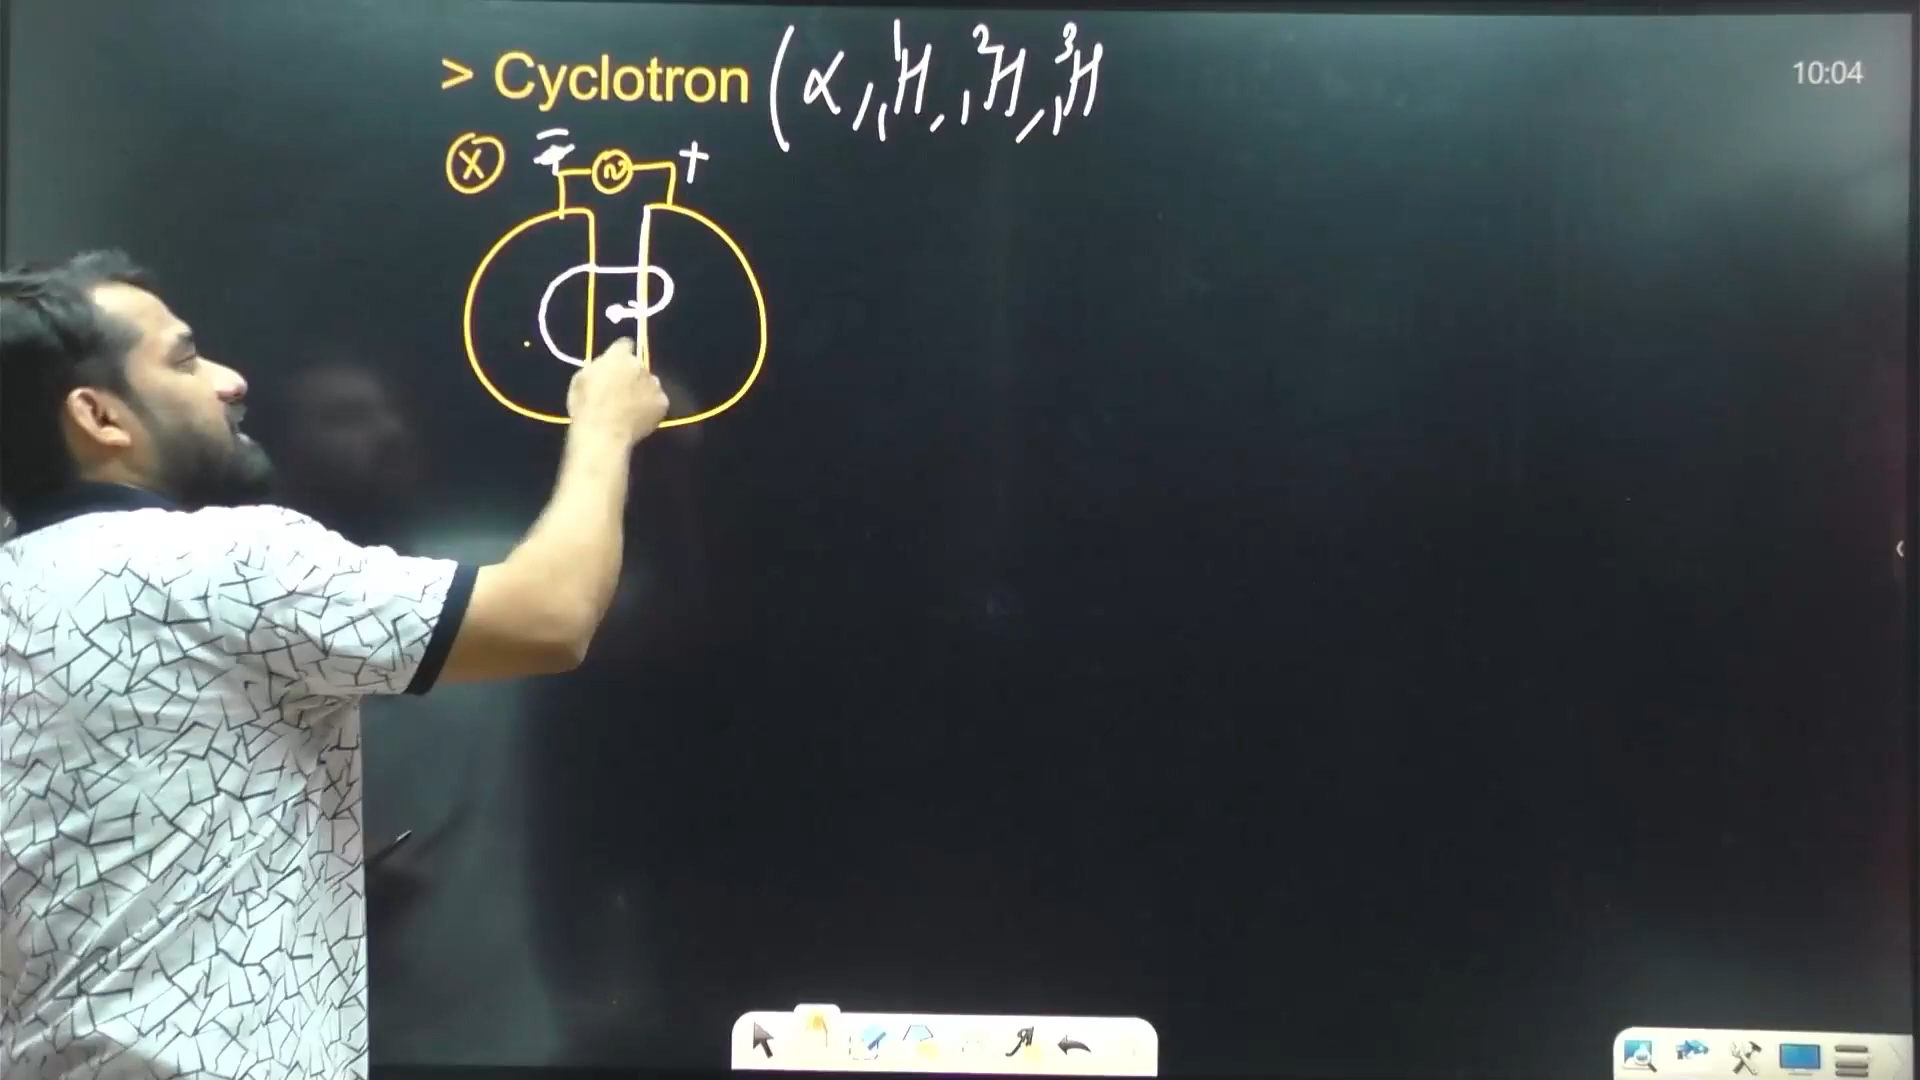 > Cyclotron (α, ¹₁H, ²₁H, ³₁H
10:04
X − ~ +